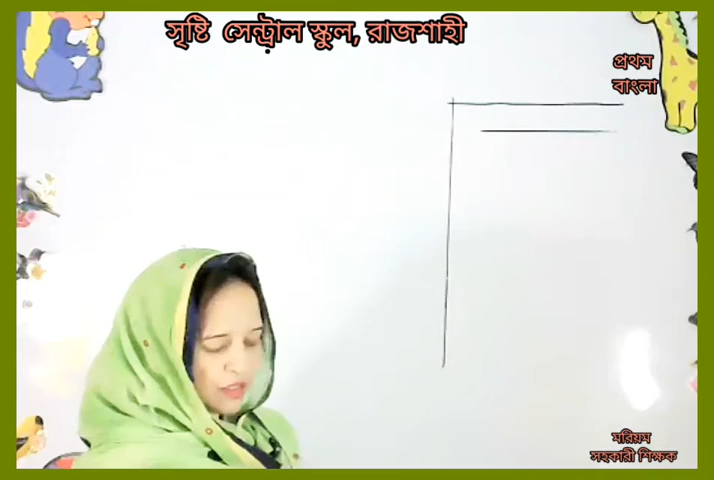 সৃষ্টি সেন্ট্রাল স্কুল, রাজশাহী
প্রথম
বাংলা
মরিয়ম
সহকারী শিক্ষক